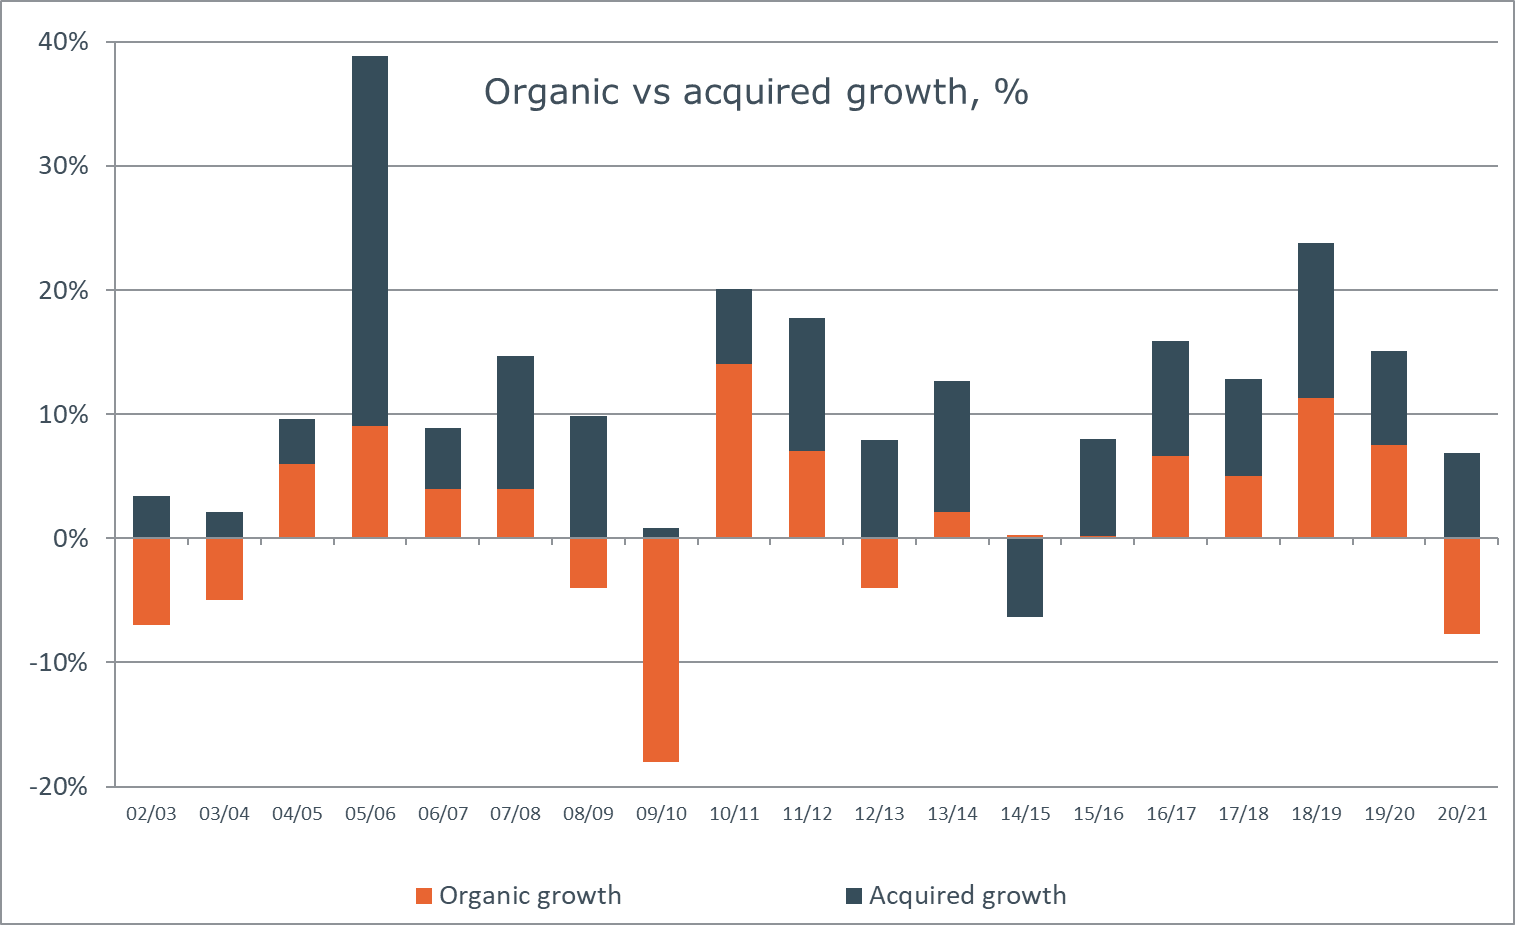 Organic vs acquired growth, %
40%
30%
20%
10%
0%
-10%
-20%
02/03 03/04 04/05 05/06 06/07 07/08 08/09 09/10 10/11 11/12 12/13 13/14 14/15 15/16 16/17 17/18 18/19 19/20 20/21
Organic growth Acquired growth